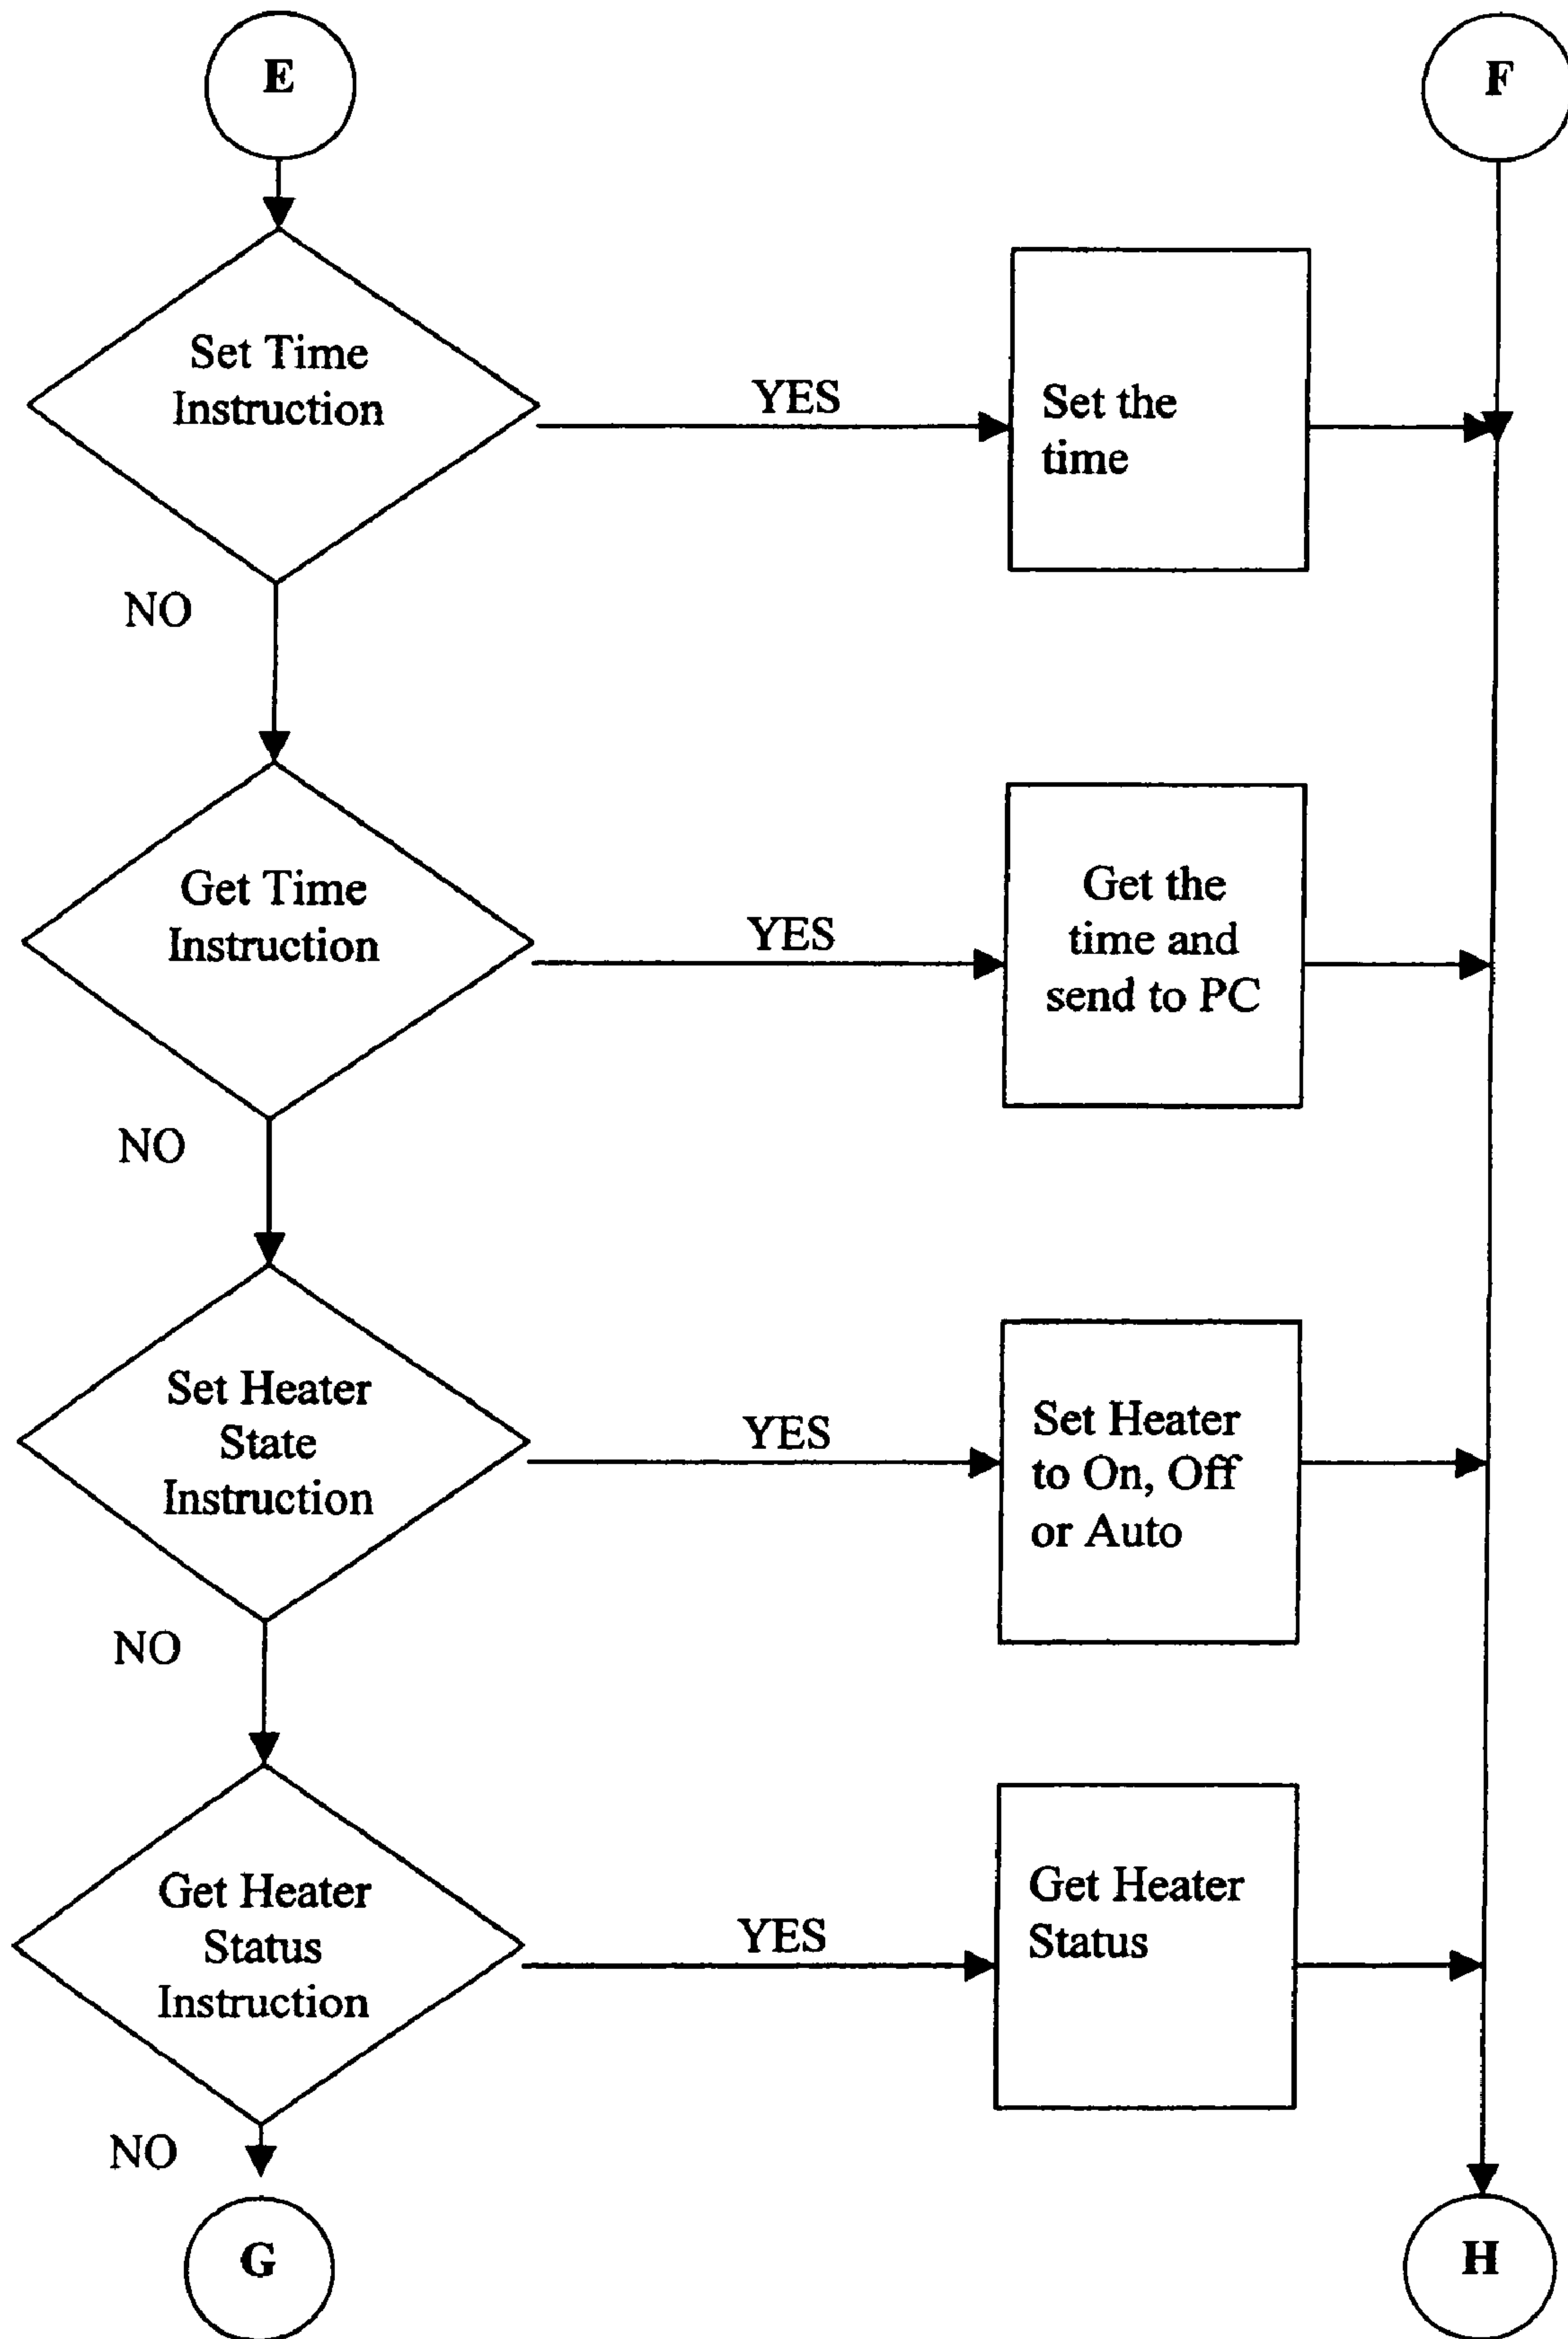 E
F
Set Time
Instruction
YES
Set the
time
NO
Get Time
Instruction
YES
Get the
time and
send to PC
NO
Set Heater
State
Instruction
YES
Set Heater
to On, Off
or Auto
NO
Get Heater
Status
Instruction
YES
Get Heater
Status
NO
G
H